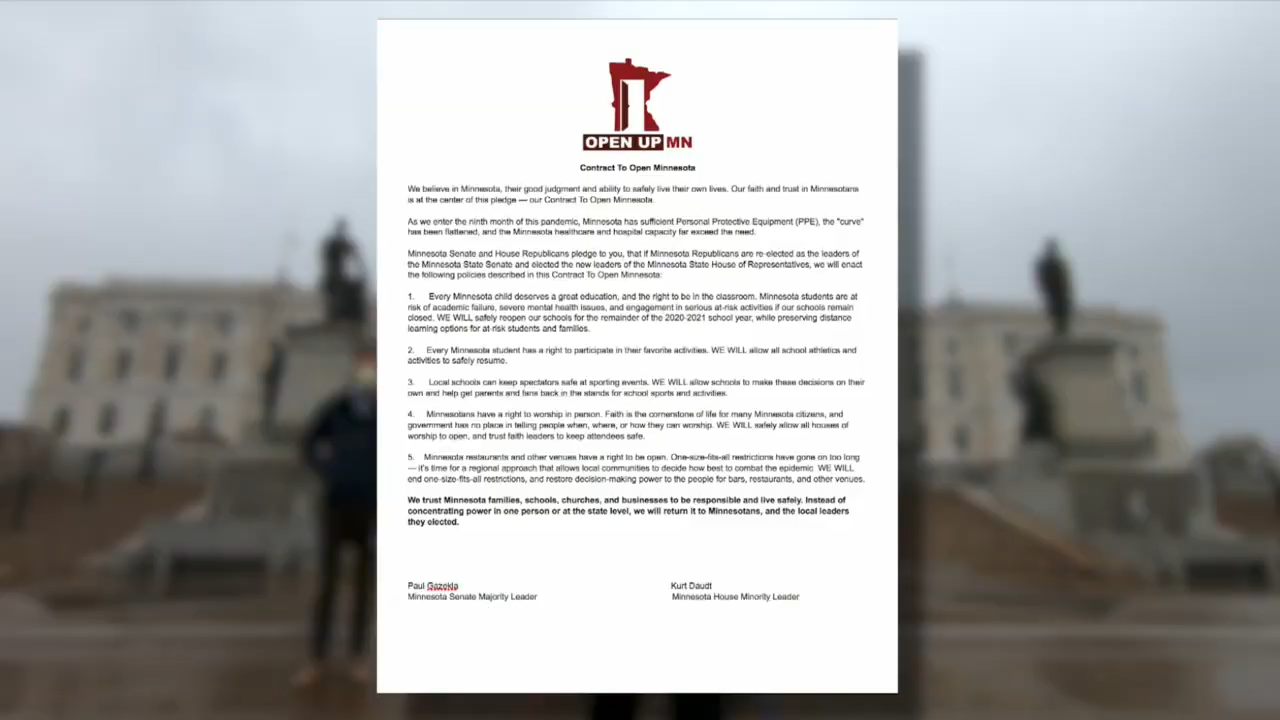 OPEN UP MN
Contract To Open Minnesota
We believe in Minnesota, their good judgment and ability to safely live their own lives. Our faith and trust in Minnesotans
is at the center of this pledge — our Contract To Open Minnesota.
As we enter the ninth month of this pandemic, Minnesota has sufficient Personal Protective Equipment (PPE), the "curve"
has been flattened, and the Minnesota healthcare and hospital capacity far exceed the need.
Minnesota Senate and House Republicans pledge to you, that if Minnesota Republicans are re-elected as the leaders of
the Minnesota State Senate and elected the new leaders of the Minnesota State House of Representatives, we will enact
the following policies described in this Contract To Open Minnesota:
1. Every Minnesota child deserves a great education, and the right to be in the classroom. Minnesota students are at
risk of academic failure, severe mental health issues, and engagement in serious at-risk activities if our schools remain
closed. WE WILL safely reopen our schools for the remainder of the 2020-2021 school year, while preserving distance
learning options for at-risk students and families.
2. Every Minnesota student has a right to participate in their favorite activities. WE WILL allow all school athletics and
activities to safely resume.
3. Local schools can keep spectators safe at sporting events. WE WILL allow schools to make these decisions on their
own and help get parents and fans back in the stands for school sports and activities.
4. Minnesotans have a right to worship in person. Faith is the cornerstone of life for many Minnesota citizens, and
government has no place in telling people when, where, or how they can worship. WE WILL safely allow all houses of
worship to open, and trust faith leaders to keep attendees safe.
5. Minnesota restaurants and other venues have a right to be open. One-size-fits-all restrictions have gone on too long
— it's time for a regional approach that allows local communities to decide how best to combat the epidemic. WE WILL
end one-size-fits-all restrictions, and restore decision-making power to the people for bars, restaurants, and other venues.
We trust Minnesota families, schools, churches, and businesses to be responsible and live safely. Instead of
concentrating power in one person or at the state level, we will return it to Minnesotans, and the local leaders
they elected.
Paul Gazekla Kurt Daudt
Minnesota Senate Majority Leader Minnesota House Minority Leader